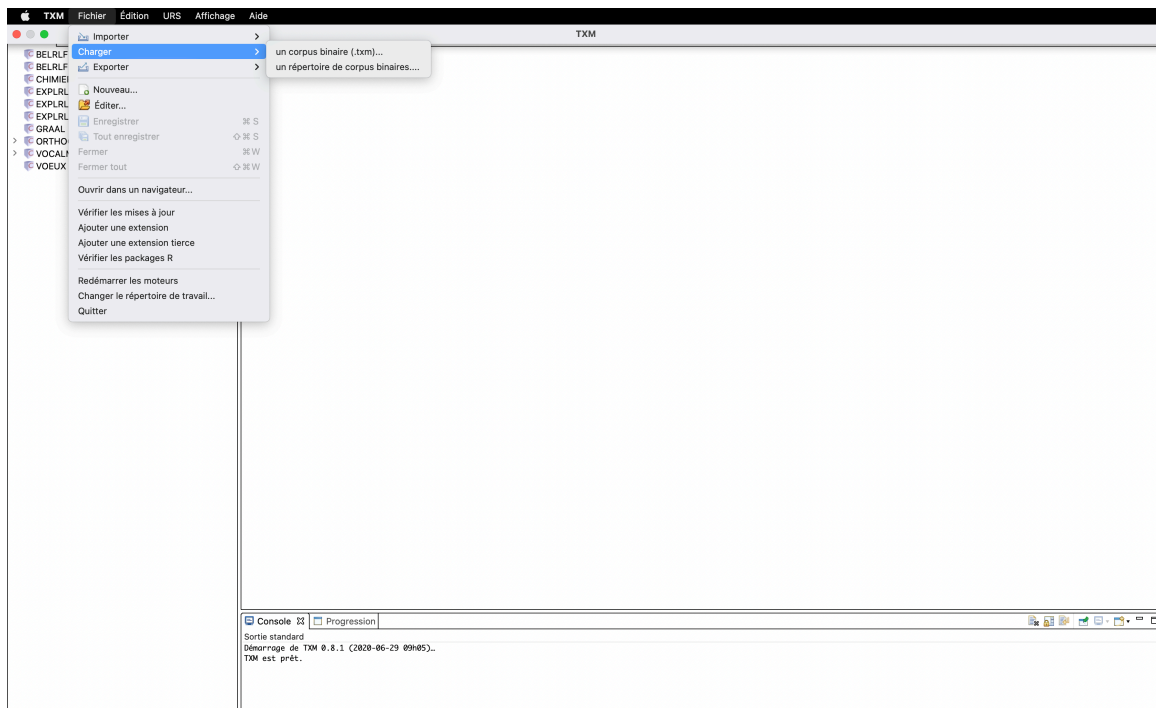 TXM Fichier Édition URS Affichage Aide
TXM
BELRLF
BELRLF
CHIMIE
EXPLRL
EXPLRL
EXPLRL
GRAAL
ORTHO
VOCAL
VOEUX
Importer
Charger
Exporter
Nouveau...
Éditer...
Enregistrer ⌘ S
Tout enregistrer ⇧ ⌘ S
Fermer ⌘ W
Fermer tout ⇧ ⌘ W
Ouvrir dans un navigateur...
Vérifier les mises à jour
Ajouter une extension
Ajouter une extension tierce
Vérifier les packages R
Redémarrer les moteurs
Changer le répertoire de travail...
Quitter
un corpus binaire (.txm)...
un répertoire de corpus binaires....
Console Progression
Sortie standard
Démarrage de TXM 0.8.1 (2020-06-29 09h05)…
TXM est prêt.